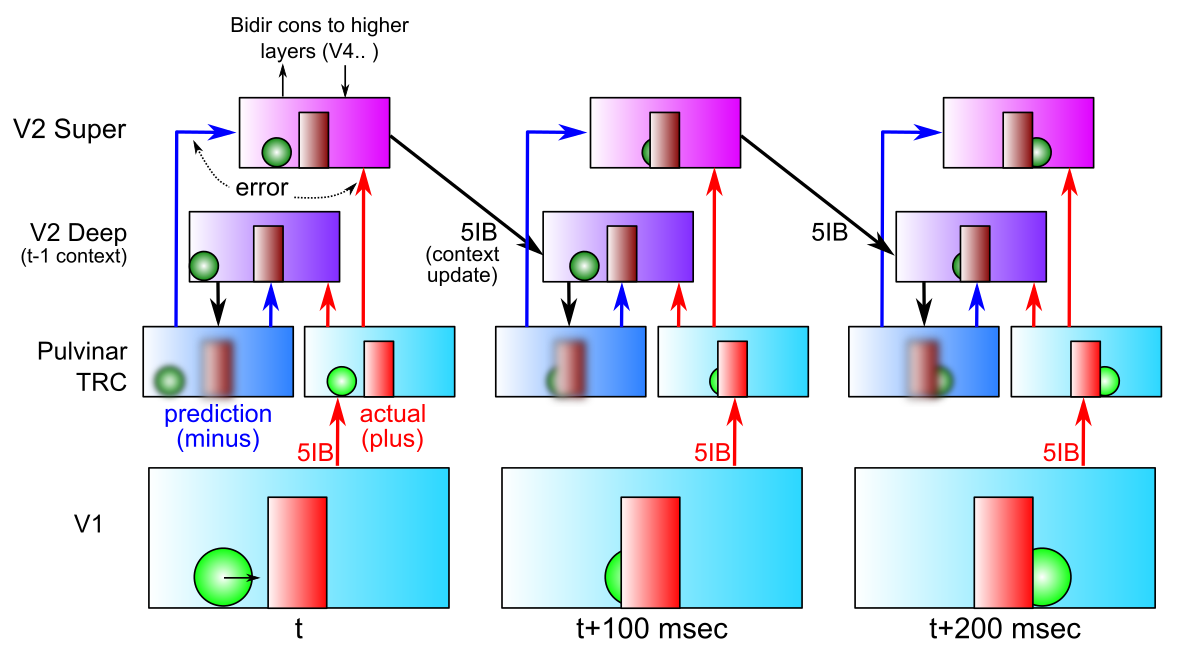 Bidir cons to higher
layers (V4.. )
V2 Super
error
V2 Deep
(t-1 context)
5IB
(context
update)
5IB
Pulvinar
TRC
prediction
(minus)
actual
(plus)
5IB
5IB
5IB
V1
t
t+100 msec
t+200 msec